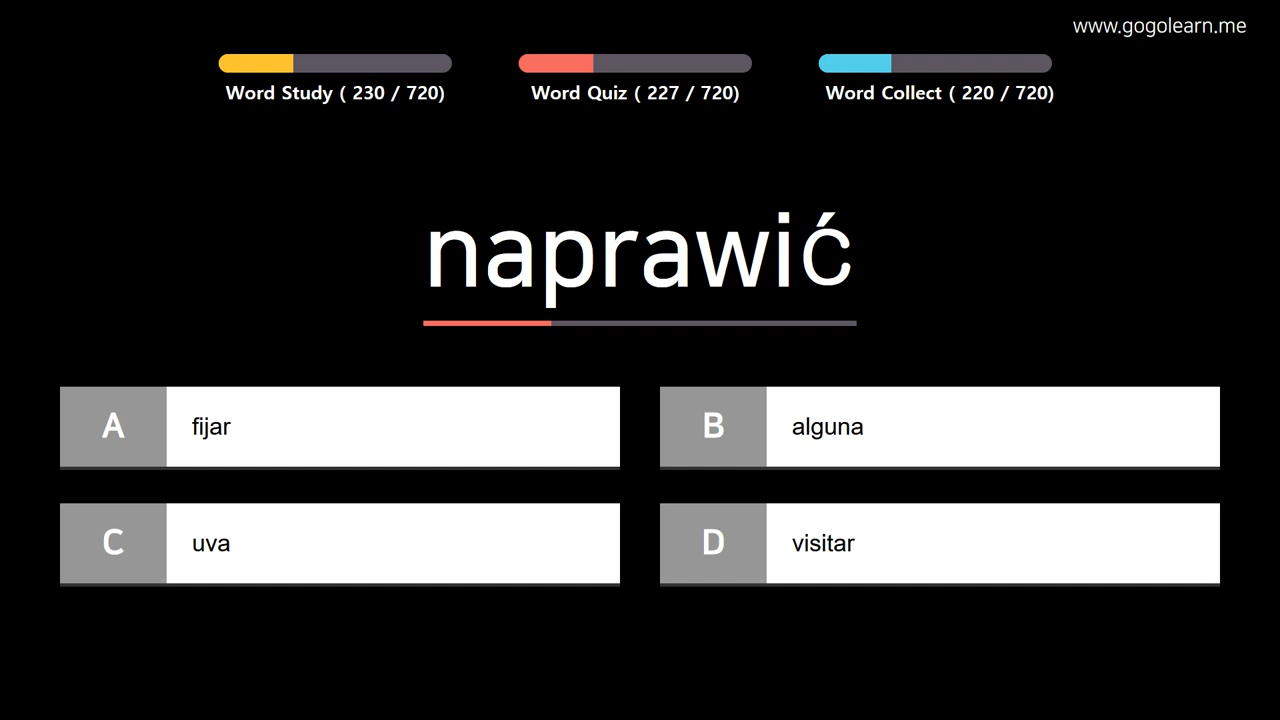 www.gogolearn.me
Word Study ( 230 / 720)
Word Quiz ( 227 / 720)
Word Collect ( 220 / 720)
naprawić
A fijar
B alguna
C uva
D visitar